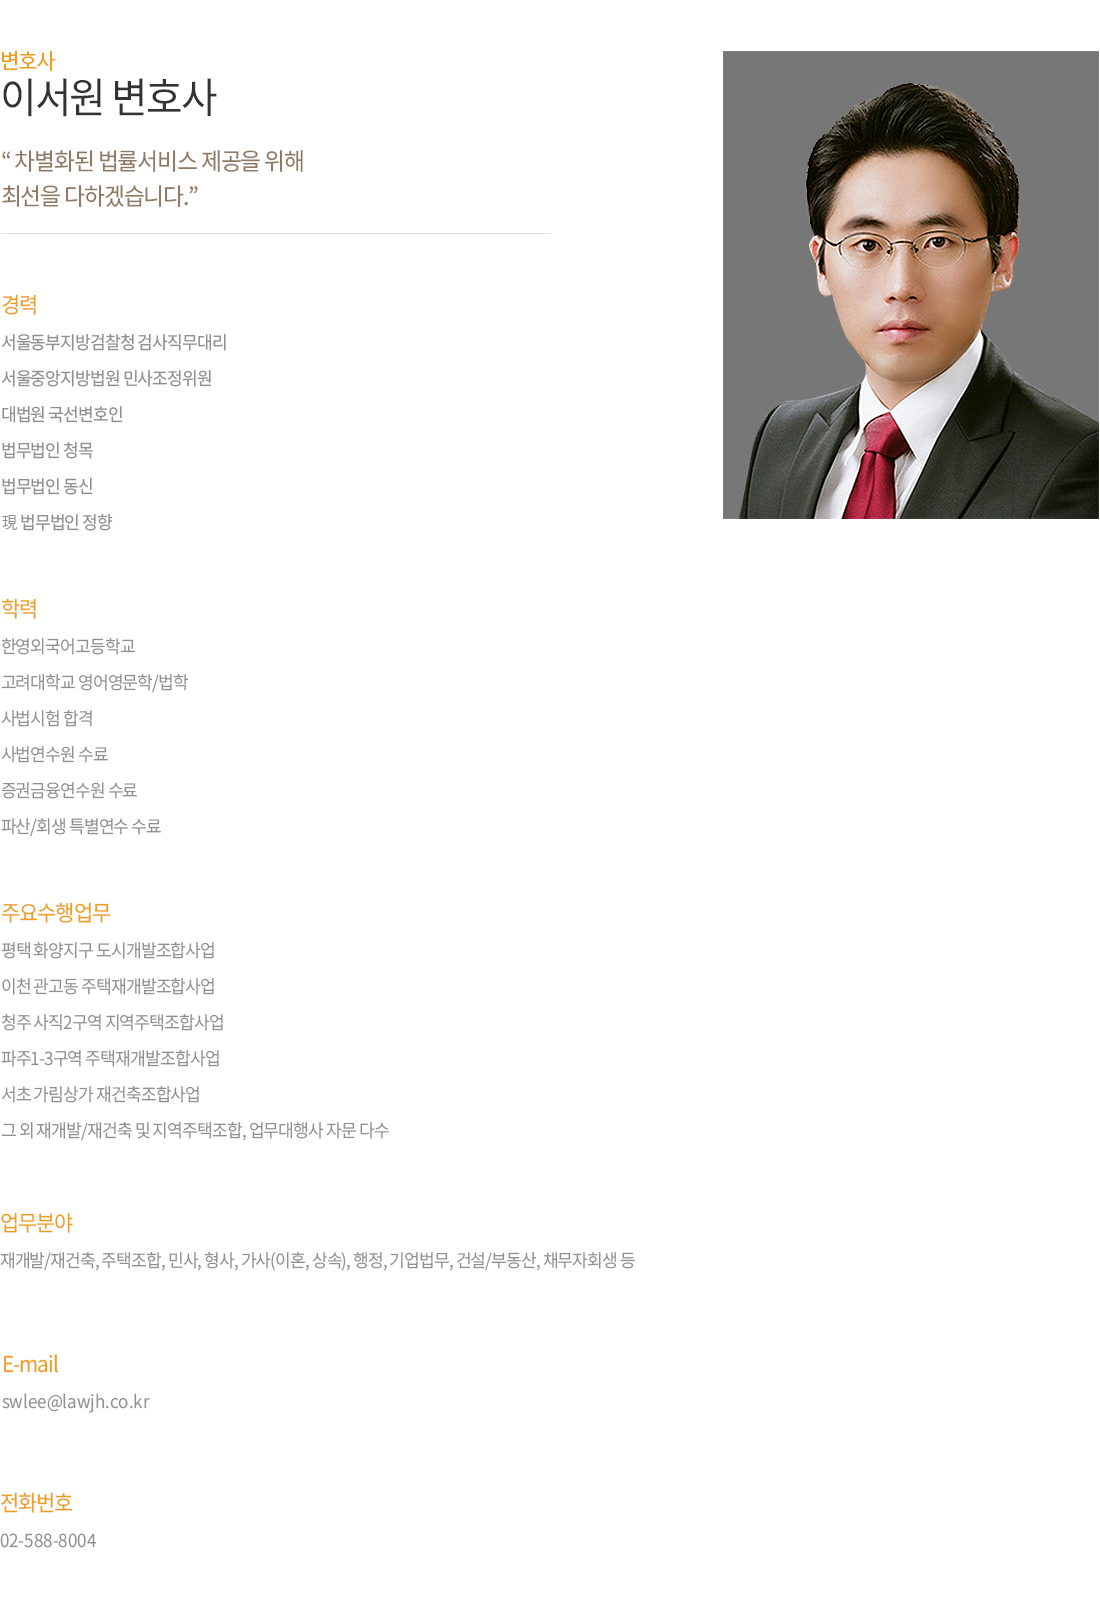 변호사
이서원 변호사
“ 차별화된 법률서비스 제공을 위해
최선을 다하겠습니다.”
경력
서울동부지방검찰청 검사직무대리
서울중앙지방법원 민사조정위원
대법원 국선변호인
법무법인 청목
법무법인 동신
現 법무법인 정향
학력
한영외국어고등학교
고려대학교 영어영문학/법학
사법시험 합격
사법연수원 수료
증권금융연수원 수료
파산/회생 특별연수 수료
주요수행업무
평택 화양지구 도시개발조합사업
이천 관고동 주택재개발조합사업
청주 사직2구역 지역주택조합사업
파주1-3구역 주택재개발조합사업
서초 가림상가 재건축조합사업
그 외 재개발/재건축 및 지역주택조합, 업무대행사 자문 다수
업무분야
재개발/재건축, 주택조합, 민사, 형사, 가사(이혼, 상속), 행정, 기업법무, 건설/부동산, 채무자회생 등
E-mail
swlee@lawjh.co.kr
전화번호
02-588-8004